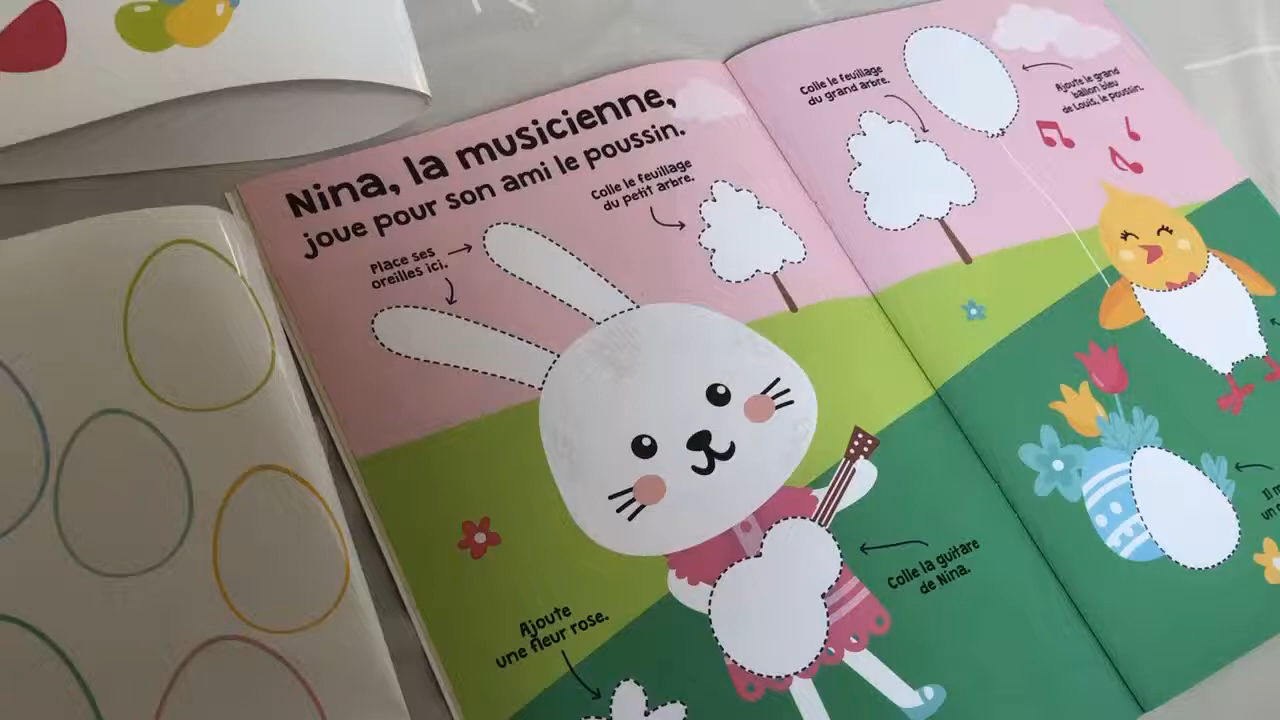 Nina, la musicienne,
joue pour son ami le poussin.
Place ses
oreilles ici.
Colle le feuillage
du petit arbre.
Colle le feuillage
du grand arbre.
Ajoute le grand
ballon bleu
de Louis, le poussin.
Colle la guitare
de Nina.
Ajoute
une fleur rose.
Il
un